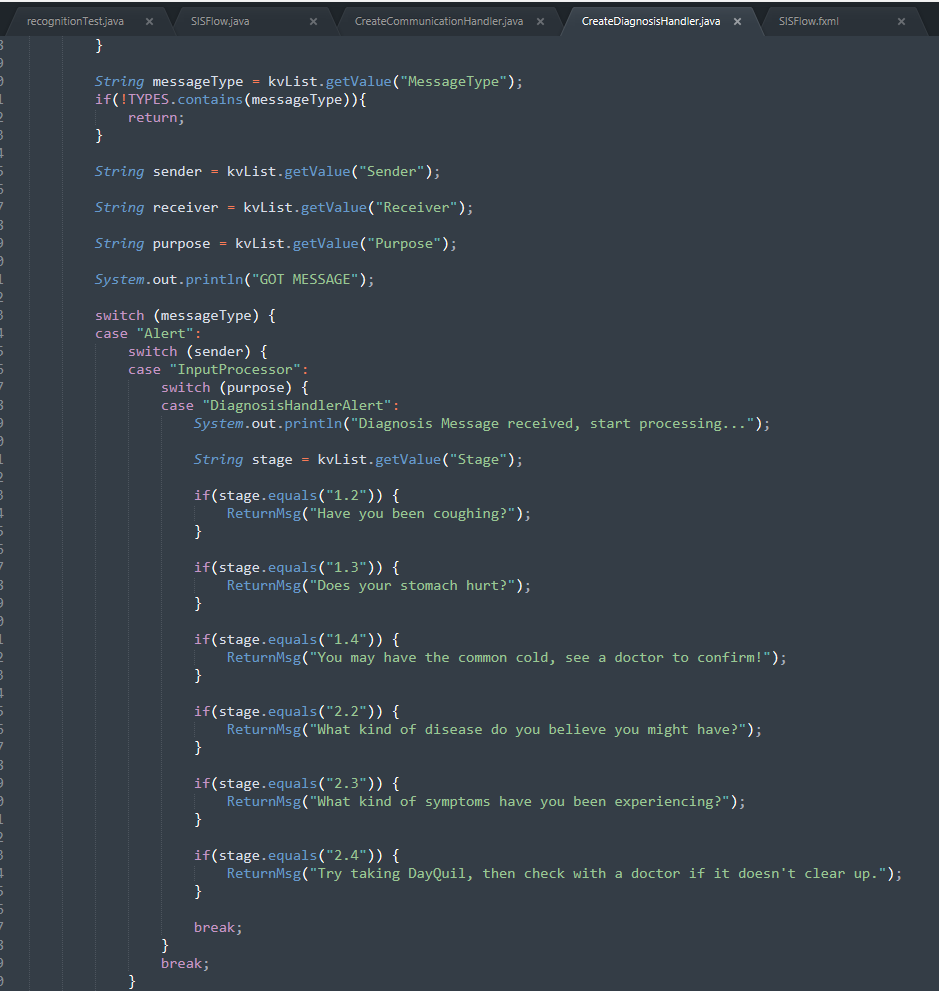 recognitionTest.java × SISFlow.java × CreateCommunicationHandler.java × CreateDiagnosisHandler.java × SISFlow.fxml ×
}
String messageType = kvList.getValue("MessageType");
if(!TYPES.contains(messageType)){
return;
}
String sender = kvList.getValue("Sender");
String receiver = kvList.getValue("Receiver");
String purpose = kvList.getValue("Purpose");
System.out.println("GOT MESSAGE");
switch (messageType) {
case "Alert":
switch (sender) {
case "InputProcessor":
switch (purpose) {
case "DiagnosisHandlerAlert":
System.out.println("Diagnosis Message received, start processing...");
String stage = kvList.getValue("Stage");
if(stage.equals("1.2")) {
ReturnMsg("Have you been coughing?");
}
if(stage.equals("1.3")) {
ReturnMsg("Does your stomach hurt?");
}
if(stage.equals("1.4")) {
ReturnMsg("You may have the common cold, see a doctor to confirm!");
}
if(stage.equals("2.2")) {
ReturnMsg("What kind of disease do you believe you might have?");
}
if(stage.equals("2.3")) {
ReturnMsg("What kind of symptoms have you been experiencing?");
}
if(stage.equals("2.4")) {
ReturnMsg("Try taking DayQuil, then check with a doctor if it doesn't clear up.");
}
break;
}
break;
}